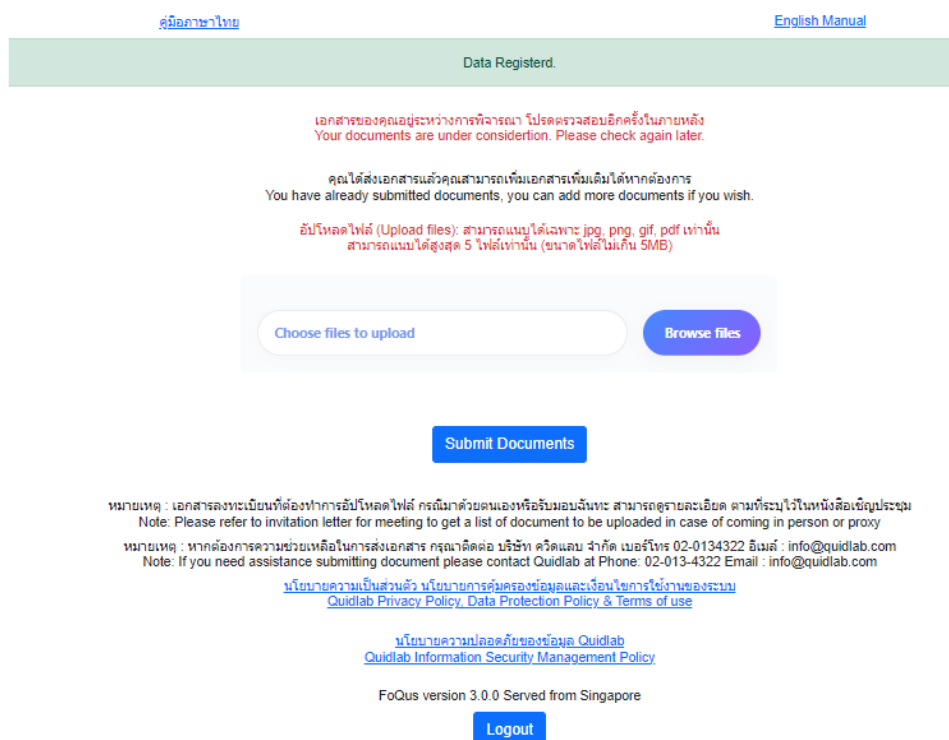 คู่มือภาษาไทย
English Manual
Data Registerd.
เอกสารของคุณอยู่ระหว่างการพิจารณา โปรดตรวจสอบอีกครั้งในภายหลัง
Your documents are under considertion. Please check again later.
คุณได้ส่งเอกสารแล้วคุณสามารถเพิ่มเอกสารเพิ่มเติมได้หากต้องการ
You have already submitted documents, you can add more documents if you wish.
อัปโหลดไฟล์ (Upload files): สามารถแนบได้เฉพาะ jpg, png, gif, pdf เท่านั้น
สามารถแนบได้สูงสุด 5 ไฟล์เท่านั้น (ขนาดไฟล์ไม่เกิน 5MB)
Choose files to upload
Browse files
Submit Documents
หมายเหตุ : เอกสารลงทะเบียนที่ต้องทำการอัปโหลดไฟล์ กรณีมาด้วยตนเองหรือรับมอบฉันทะ สามารถดูรายละเอียด ตามที่ระบุไว้ในหนังสือเชิญประชุม
Note: Please refer to invitation letter for meeting to get a list of document to be uploaded in case of coming in person or proxy
หมายเหตุ : หากต้องการความช่วยเหลือในการส่งเอกสาร กรุณาติดต่อ บริษัท ควิดแลบ จำกัด เบอร์โทร 02-0134322 อีเมล์ : info@quidlab.com
Note: If you need assistance submitting document please contact Quidlab at Phone: 02-013-4322 Email : info@quidlab.com
นโยบายความเป็นส่วนตัว นโยบายการคุ้มครองข้อมูลและเงื่อนไขการใช้งานของระบบ
Quidlab Privacy Policy, Data Protection Policy & Terms of use
นโยบายความปลอดภัยของข้อมูล Quidlab
Quidlab Information Security Management Policy
FoQus version 3.0.0 Served from Singapore
Logout